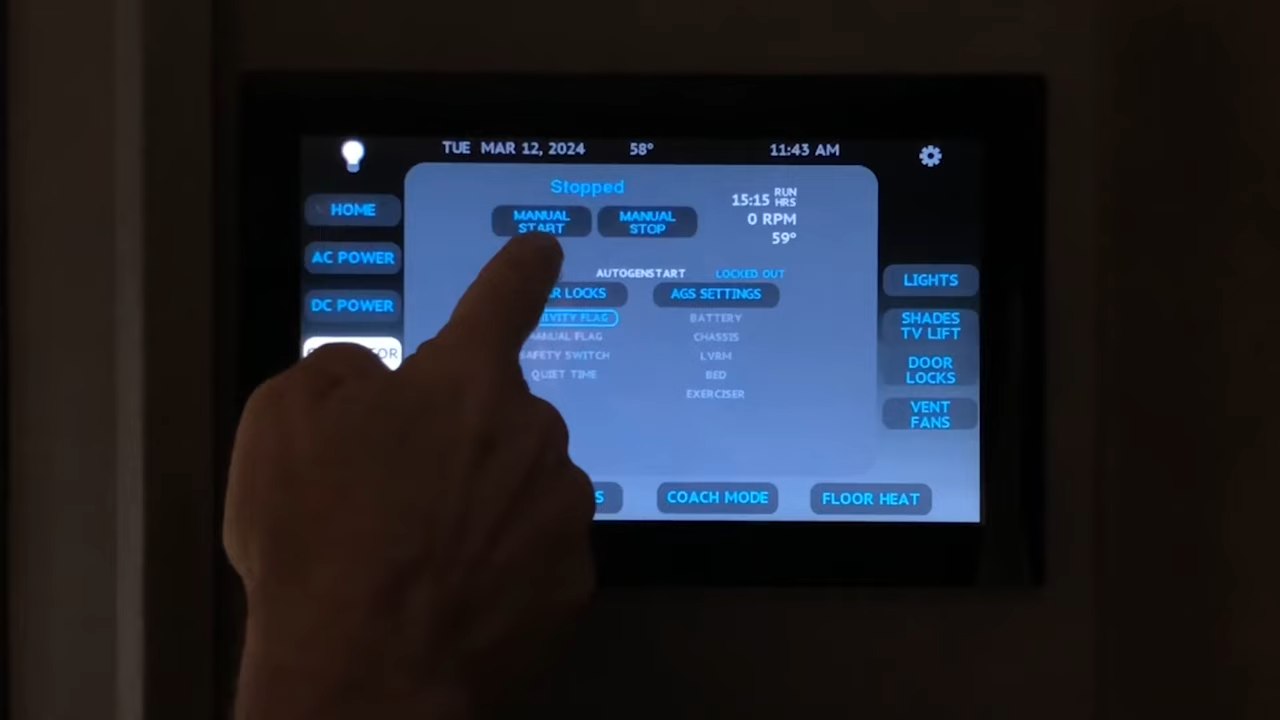 TUE MAR 12, 2024 58° 11:43 AM
Stopped
MANUAL
START
MANUAL
STOP
15:15 RUN
HRS
0 RPM
59°
HOME
AC POWER
DC POWER
AUTOGENSTART LOCKED OUT
LOCKS
AGS SETTINGS
FLAG
MANUAL FLAG
SAFETY SWITCH
QUIET TIME
BATTERY
CHASSIS
LVRM
BED
EXERCISER
LIGHTS
SHADES
TV LIFT
DOOR
LOCKS
VENT
FANS
COACH MODE
FLOOR HEAT